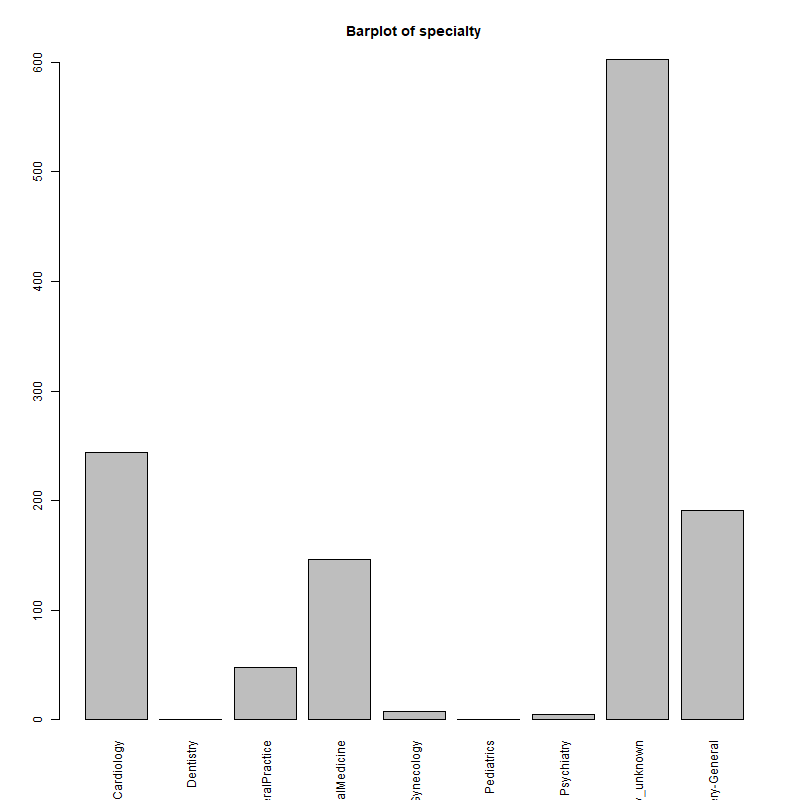 Barplot of specialty
600
500
400
300
200
100
0
Cardiology
Dentistry
eralPractice
alMedicine
Gynecology
Pediatrics
Psychiatry
y_unknown
ery-General